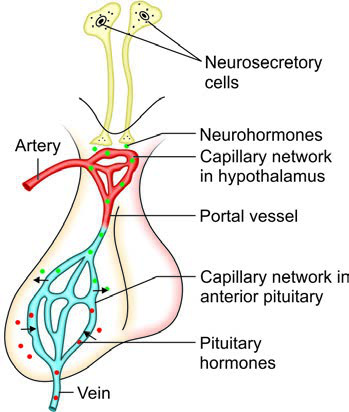 Neurosecretory
cells
Neurohormones
Artery
Capillary network
in hypothalamus
Portal vessel
Capillary network in
anterior pituitary
Pituitary
hormones
Vein